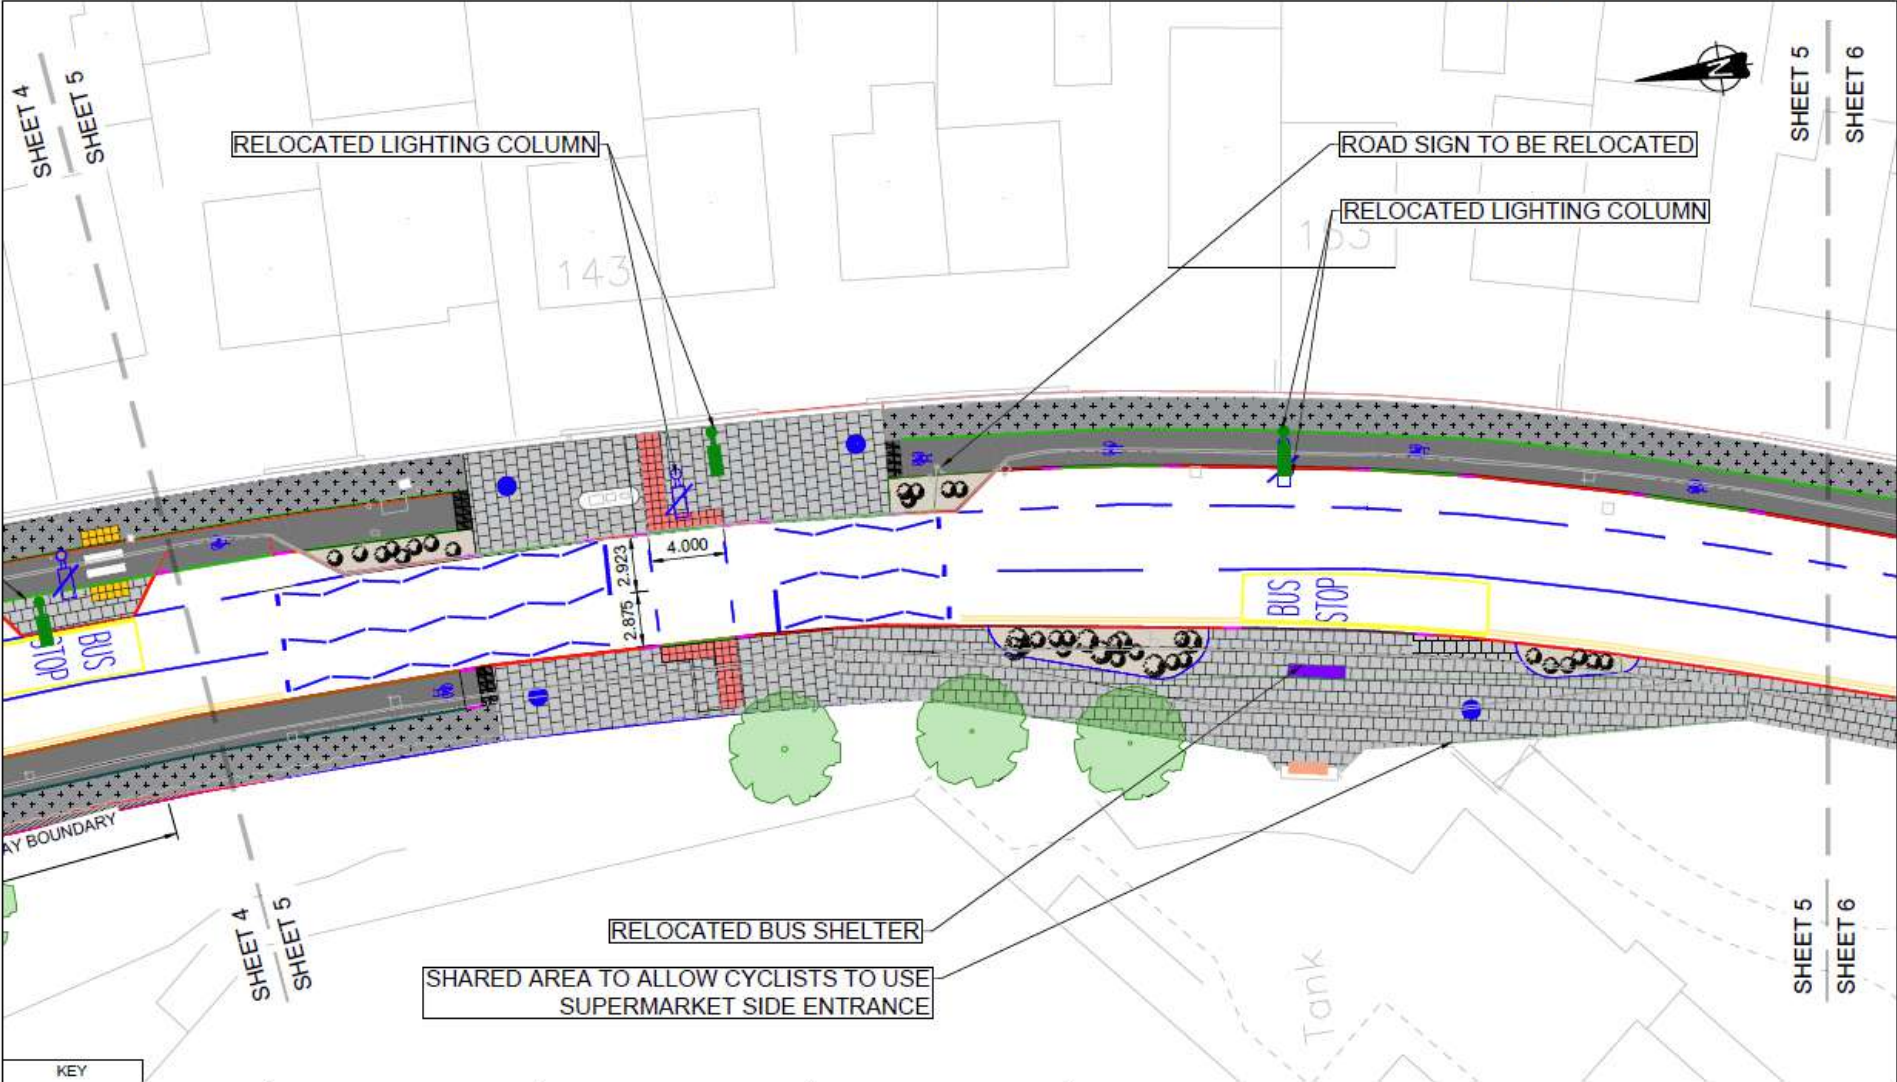 SHEET 4
SHEET 5
RELOCATED LIGHTING COLUMN
N
ROAD SIGN TO BE RELOCATED
RELOCATED LIGHTING COLUMN
SHEET 5
SHEET 6
143
4.000
2.923
2.875
BUS
STOP
BUS
STOP
AY BOUNDARY
SHEET 4
SHEET 5
RELOCATED BUS SHELTER
SHARED AREA TO ALLOW CYCLISTS TO USE
SUPERMARKET SIDE ENTRANCE
Tank
SHEET 5
SHEET 6
KEY